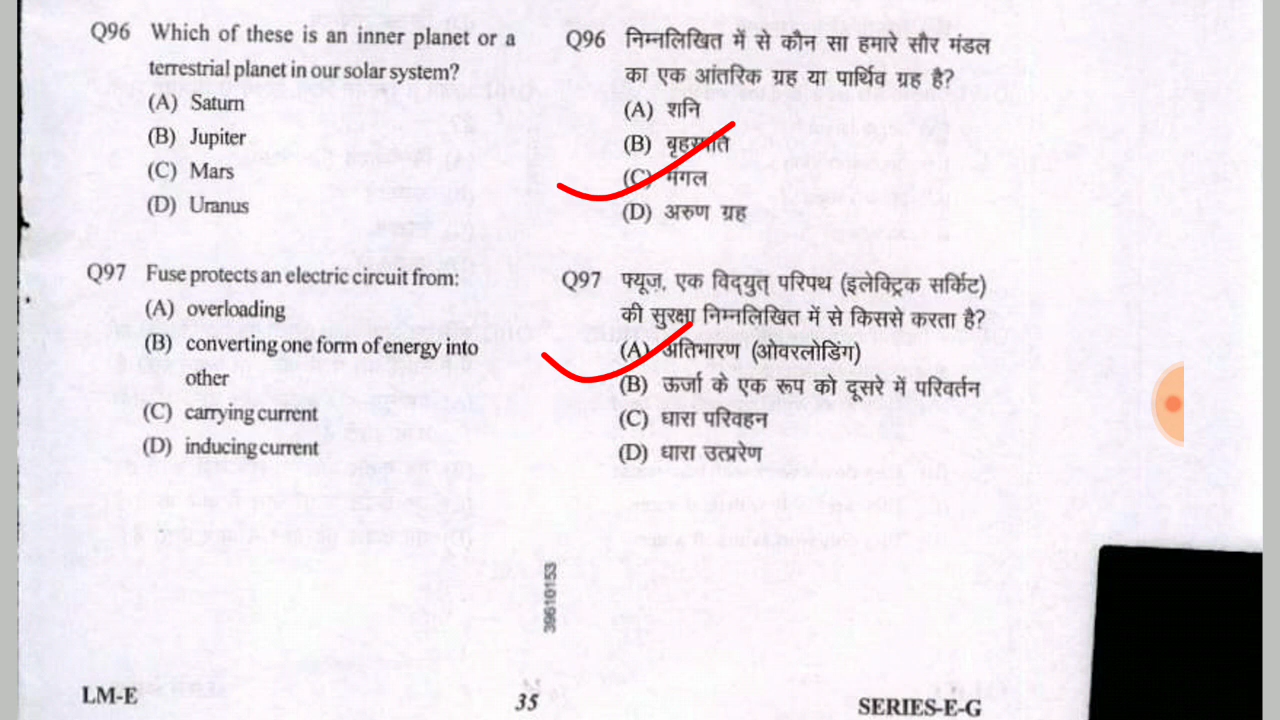 Q96 Which of these is an inner planet or a
terrestrial planet in our solar system?
(A) Saturn
(B) Jupiter
(C) Mars
(D) Uranus
Q97 Fuse protects an electric circuit from:
(A) overloading
(B) converting one form of energy into
other
(C) carrying current
(D) inducing current
Q96 निम्नलिखित में से कौन सा हमारे सौर मंडल
का एक आंतरिक ग्रह या पार्थिव ग्रह है?
(A) शनि
(B) बृहस्पति
(C) मंगल
(D) अरुण ग्रह
Q97 फ्यूज़, एक विद्युत् परिपथ (इलेक्ट्रिक सर्किट)
की सुरक्षा निम्नलिखित में से किससे करता है?
(A) अतिभारण (ओवरलोडिंग)
(B) ऊर्जा के एक रूप को दूसरे में परिवर्तन
(C) धारा परिवहन
(D) धारा उत्प्रेरण
39610153
LM-E
35
SERIES-E-G